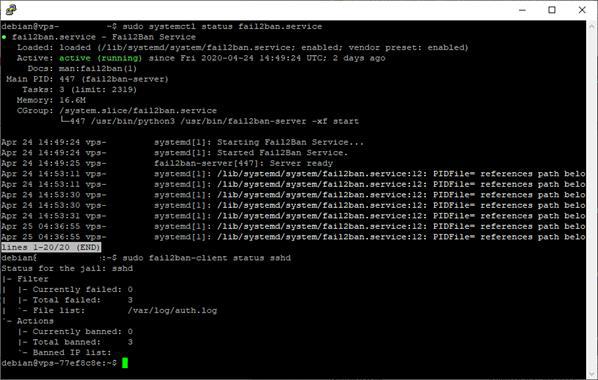 debian@vps- :~$ sudo systemctl status fail2ban.service
● fail2ban.service - Fail2Ban Service
Loaded: loaded (/lib/systemd/system/fail2ban.service; enabled; vendor preset: enabled)
Active: active (running) since Fri 2020-04-24 14:49:24 UTC; 2 days ago
Docs: man:fail2ban(1)
Main PID: 447 (fail2ban-server)
Tasks: 3 (limit: 2319)
Memory: 16.6M
CGroup: /system.slice/fail2ban.service
└─447 /usr/bin/python3 /usr/bin/fail2ban-server -xf start
Apr 24 14:49:24 vps- systemd[1]: Starting Fail2Ban Service...
Apr 24 14:49:24 vps- systemd[1]: Started Fail2Ban Service.
Apr 24 14:49:25 vps- fail2ban-server[447]: Server ready
Apr 24 14:53:11 vps- systemd[1]: /lib/systemd/system/fail2ban.service:12: PIDFile= references path belo
Apr 24 14:53:11 vps- systemd[1]: /lib/systemd/system/fail2ban.service:12: PIDFile= references path belo
Apr 24 14:53:30 vps- systemd[1]: /lib/systemd/system/fail2ban.service:12: PIDFile= references path belo
Apr 24 14:53:30 vps- systemd[1]: /lib/systemd/system/fail2ban.service:12: PIDFile= references path belo
Apr 24 14:53:31 vps- systemd[1]: /lib/systemd/system/fail2ban.service:12: PIDFile= references path belo
Apr 25 04:36:55 vps- systemd[1]: /lib/systemd/system/fail2ban.service:12: PIDFile= references path belo
Apr 25 04:36:55 vps- systemd[1]: /lib/systemd/system/fail2ban.service:12: PIDFile= references path belo
lines 1-20/20 (END)
debian :~$ sudo fail2ban-client status sshd
Status for the jail: sshd
|- Filter
|  |- Currently failed: 0
|  |- Total failed: 3
|  `- File list: /var/log/auth.log
`- Actions
|- Currently banned: 0
|- Total banned: 3
`- Banned IP list:
debian@vps-77ef8c8e:~$